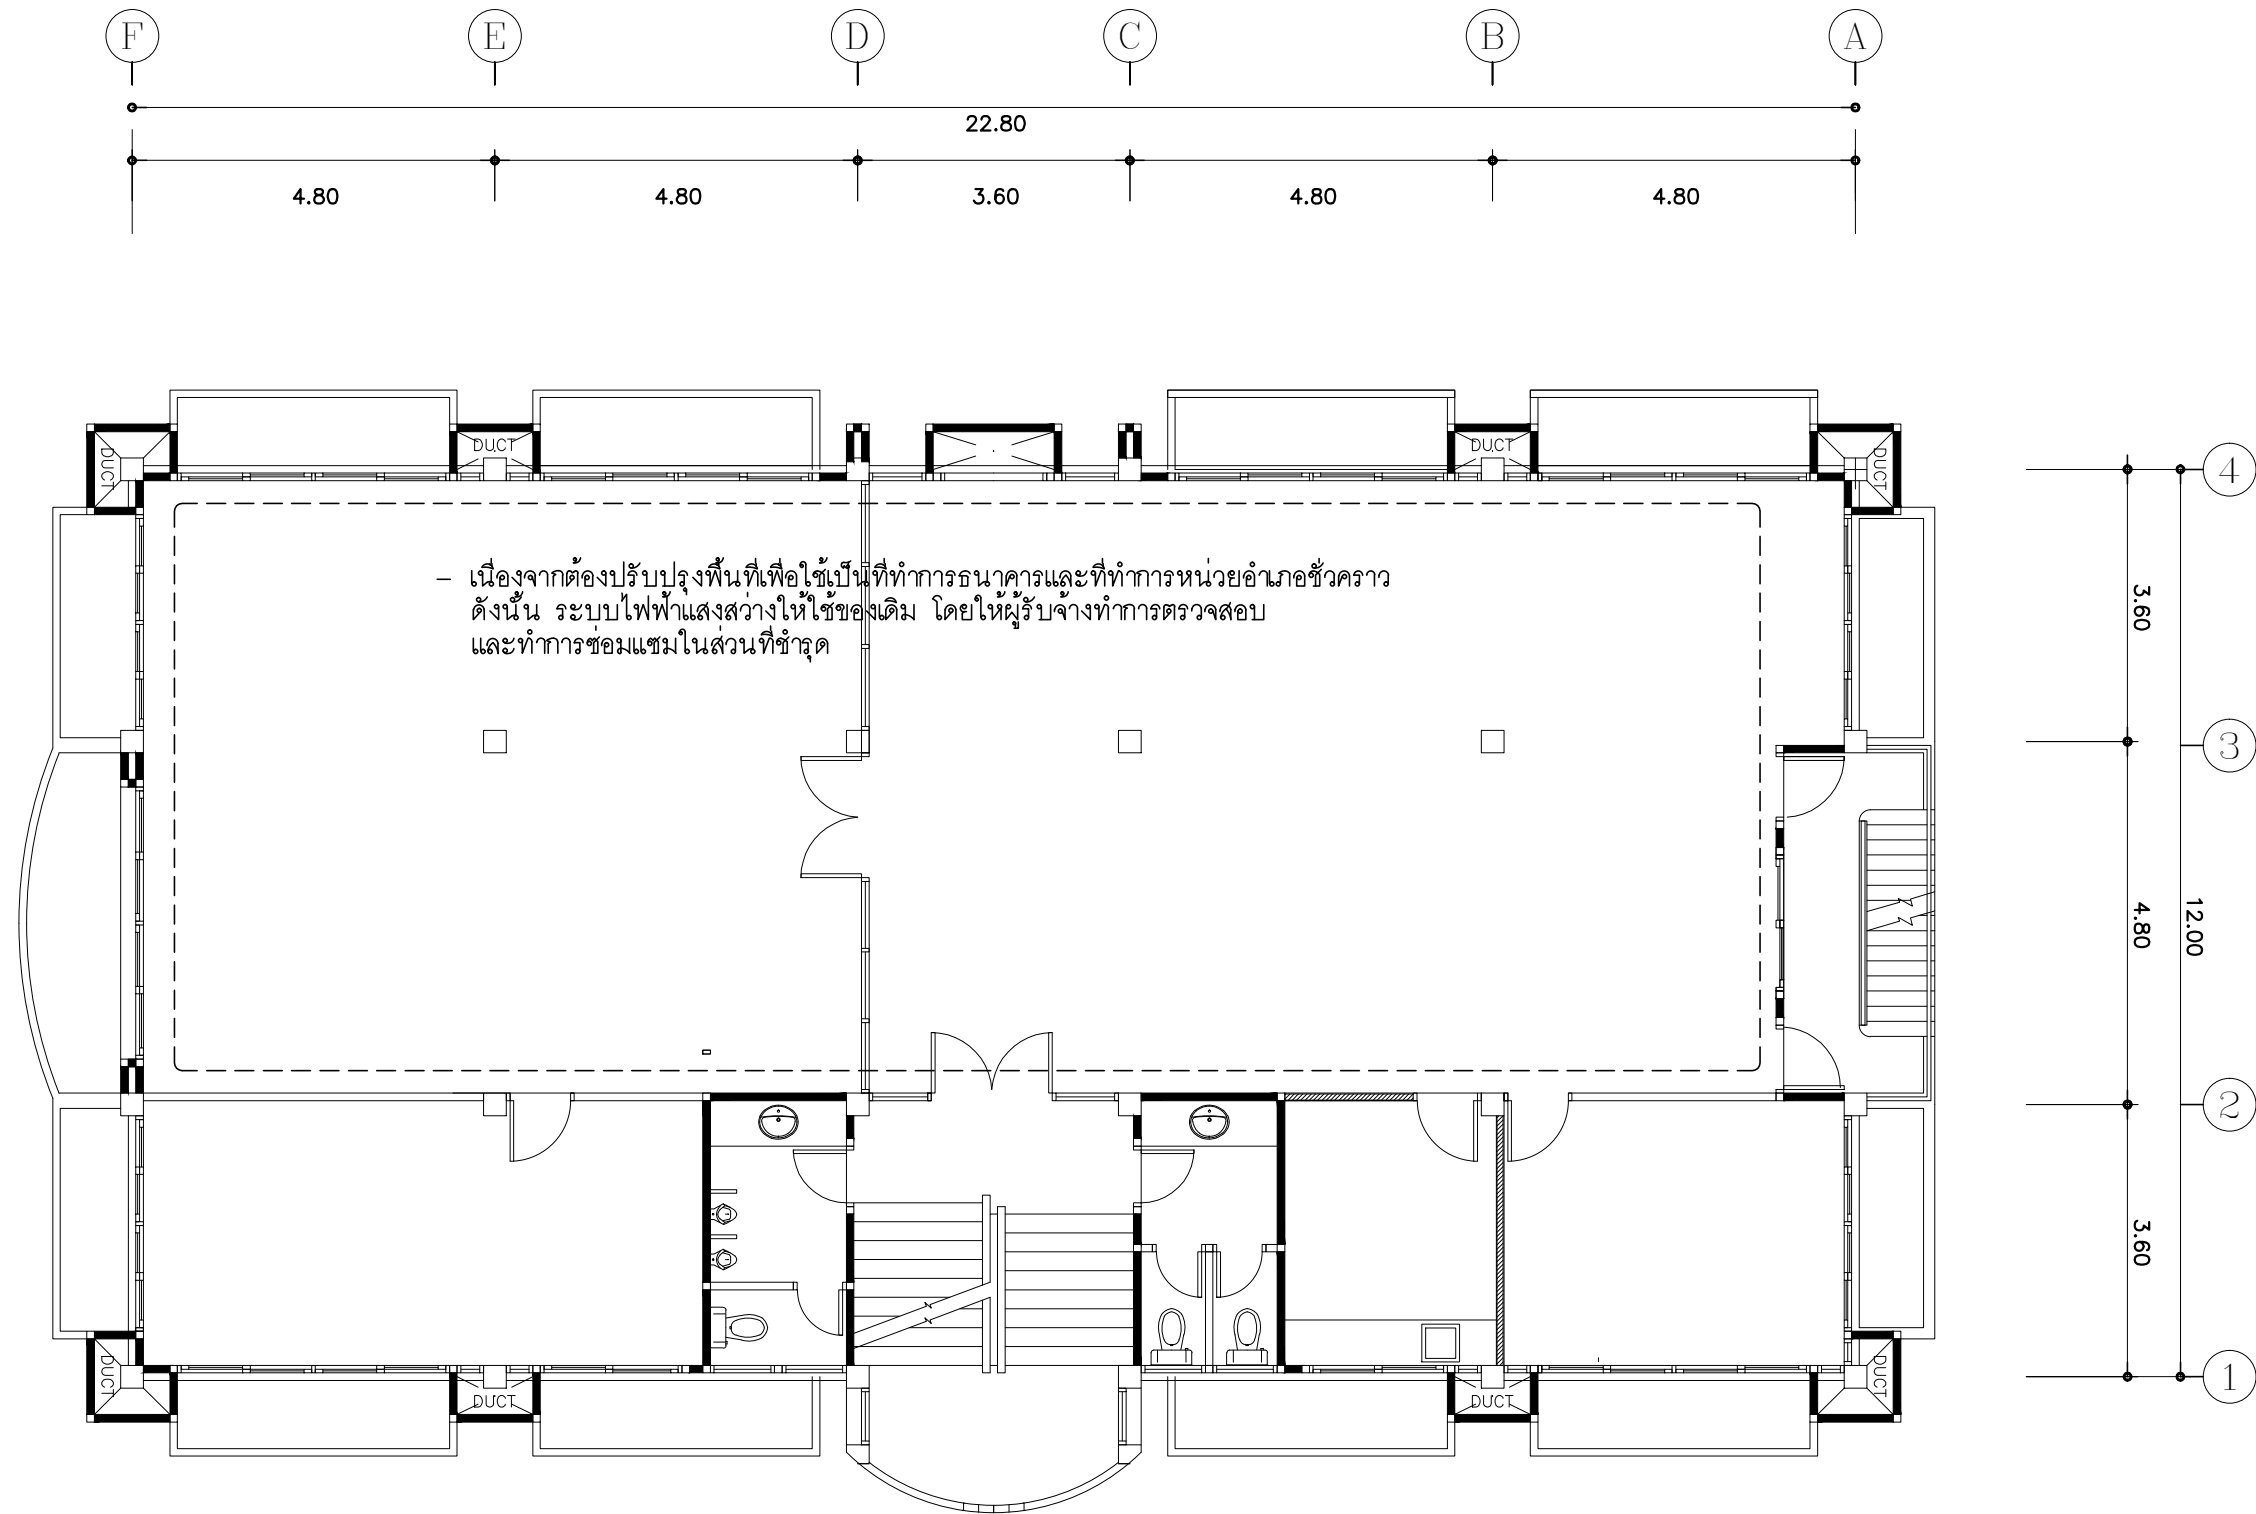 F E D C B A
22.80
4.80 4.80 3.60 4.80 4.80
DUCT DUCT DUCT DUCT
4
- เนื่องจากต้องปรับปรุงพื้นที่เพื่อใช้เป็นที่ทำการธนาคารและที่ทำการหน่วยอำเภอชั่วคราว
ดังนั้น ระบบไฟฟ้าแสงสว่างให้ใช้ของเดิม โดยให้ผู้รับจ้างทำการตรวจสอบ
และทำการซ่อมแซมในส่วนที่ชำรุด
3.60
3
4.80
12.00
2
3.60
1
DUCT DUCT DUCT DUCT